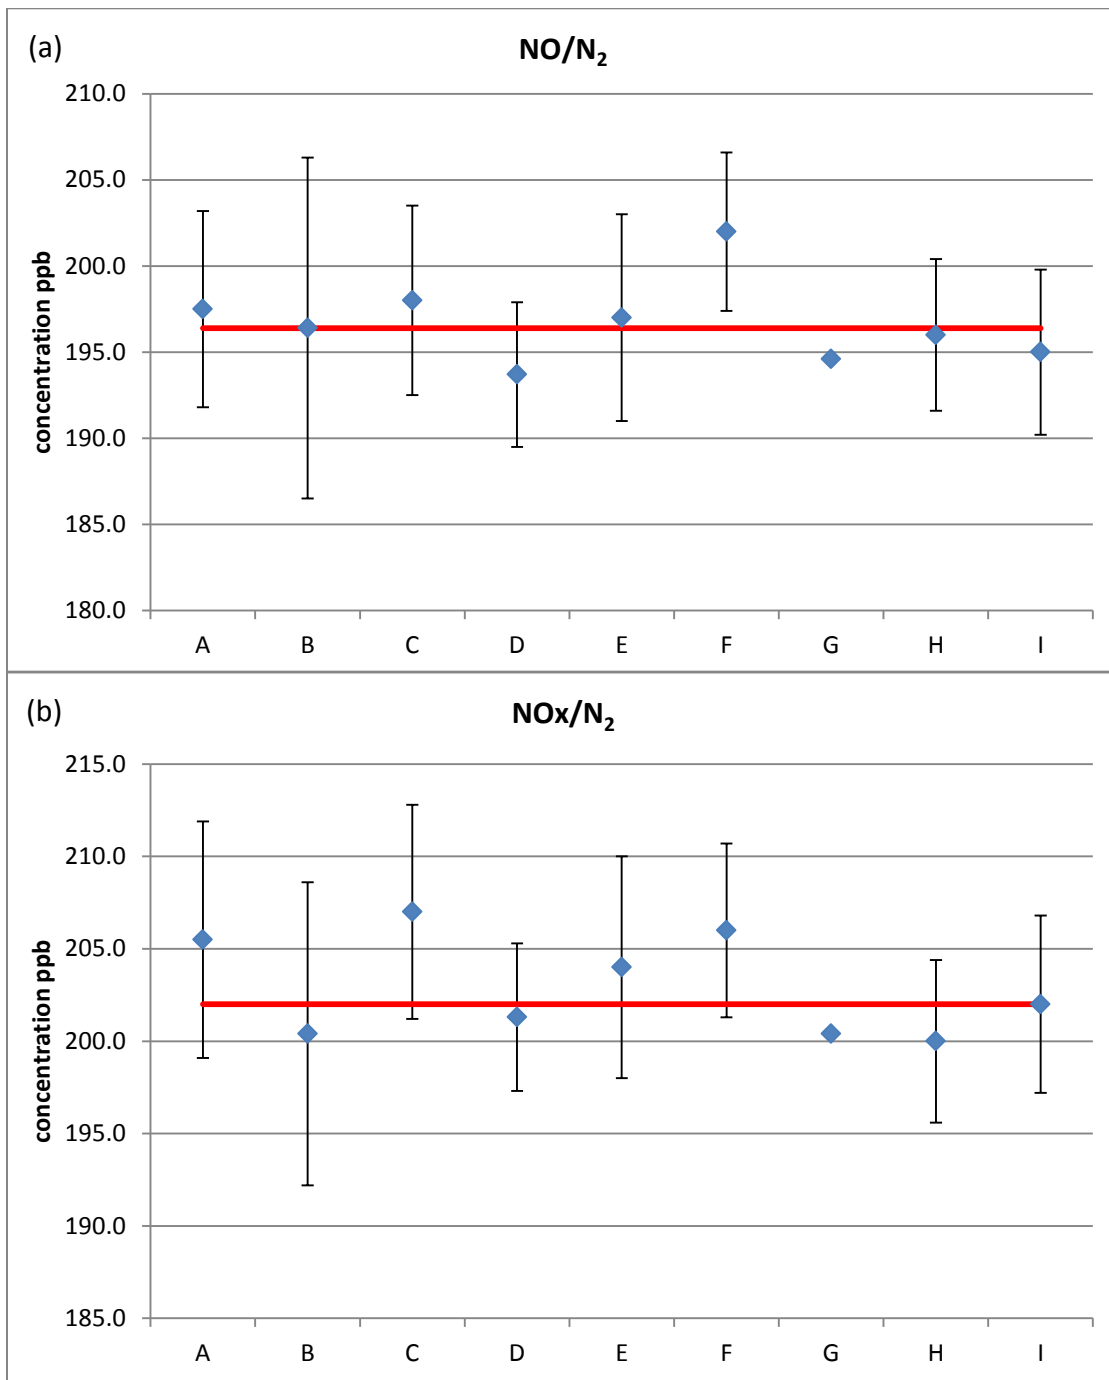 (a)
NO/N₂
210.0
205.0
200.0
195.0
190.0
185.0
180.0
concentration ppb
A B C D E F G H I
(b)
NOx/N₂
215.0
210.0
205.0
200.0
195.0
190.0
185.0
concentration ppb
A B C D E F G H I